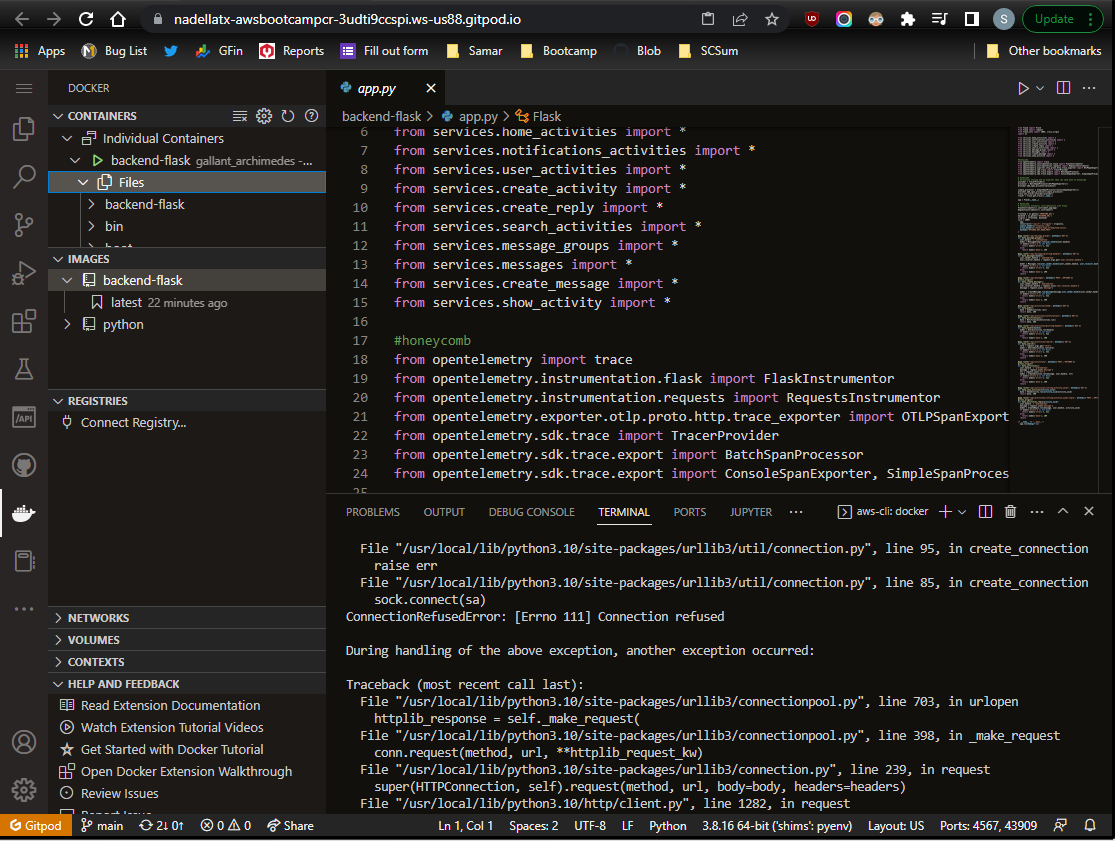 nadellatx-awsbootcampcr-3udti9ccspi.ws-us88.gitpod.io
S
Update
Apps
Bug List
GFin
Reports
Fill out form
Samar
Bootcamp
Blob
SCSum
Other bookmarks
DOCKER
CONTAINERS
Individual Containers
backend-flask gallant_archimedes -...
Files
backend-flask
bin
IMAGES
backend-flask
latest 22 minutes ago
python
REGISTRIES
Connect Registry...
NETWORKS
VOLUMES
CONTEXTS
HELP AND FEEDBACK
Read Extension Documentation
Watch Extension Tutorial Videos
Get Started with Docker Tutorial
Open Docker Extension Walkthrough
Review Issues
/API
app.py
backend-flask > app.py > Flask
6 from services.home_activities import *
7 from services.notifications_activities import *
8 from services.user_activities import *
9 from services.create_activity import *
10 from services.create_reply import *
11 from services.search_activities import *
12 from services.message_groups import *
13 from services.messages import *
14 from services.create_message import *
15 from services.show_activity import *
16
17 #honeycomb
18 from opentelemetry import trace
19 from opentelemetry.instrumentation.flask import FlaskInstrumentor
20 from opentelemetry.instrumentation.requests import RequestsInstrumentor
21 from opentelemetry.exporter.otlp.proto.http.trace_exporter import OTLPSpanExport
22 from opentelemetry.sdk.trace import TracerProvider
23 from opentelemetry.sdk.trace.export import BatchSpanProcessor
24 from opentelemetry.sdk.trace.export import ConsoleSpanExporter, SimpleSpanProces
25
PROBLEMS OUTPUT DEBUG CONSOLE TERMINAL PORTS JUPYTER ... aws-cli: docker
File "/usr/local/lib/python3.10/site-packages/urllib3/util/connection.py", line 95, in create_connection
raise err
File "/usr/local/lib/python3.10/site-packages/urllib3/util/connection.py", line 85, in create_connection
sock.connect(sa)
ConnectionRefusedError: [Errno 111] Connection refused
During handling of the above exception, another exception occurred:
Traceback (most recent call last):
File "/usr/local/lib/python3.10/site-packages/urllib3/connectionpool.py", line 703, in urlopen
httplib_response = self._make_request(
File "/usr/local/lib/python3.10/site-packages/urllib3/connectionpool.py", line 398, in _make_request
conn.request(method, url, **httplib_request_kw)
File "/usr/local/lib/python3.10/site-packages/urllib3/connection.py", line 239, in request
super(HTTPConnection, self).request(method, url, body=body, headers=headers)
File "/usr/local/lib/python3.10/http/client.py", line 1282, in request
Gitpod main 2↓ 0↑ 0 0 Share Ln 1, Col 1 Spaces: 2 UTF-8 LF Python 3.8.16 64-bit ('shims': pyenv) Layout: US Ports: 4567, 43909